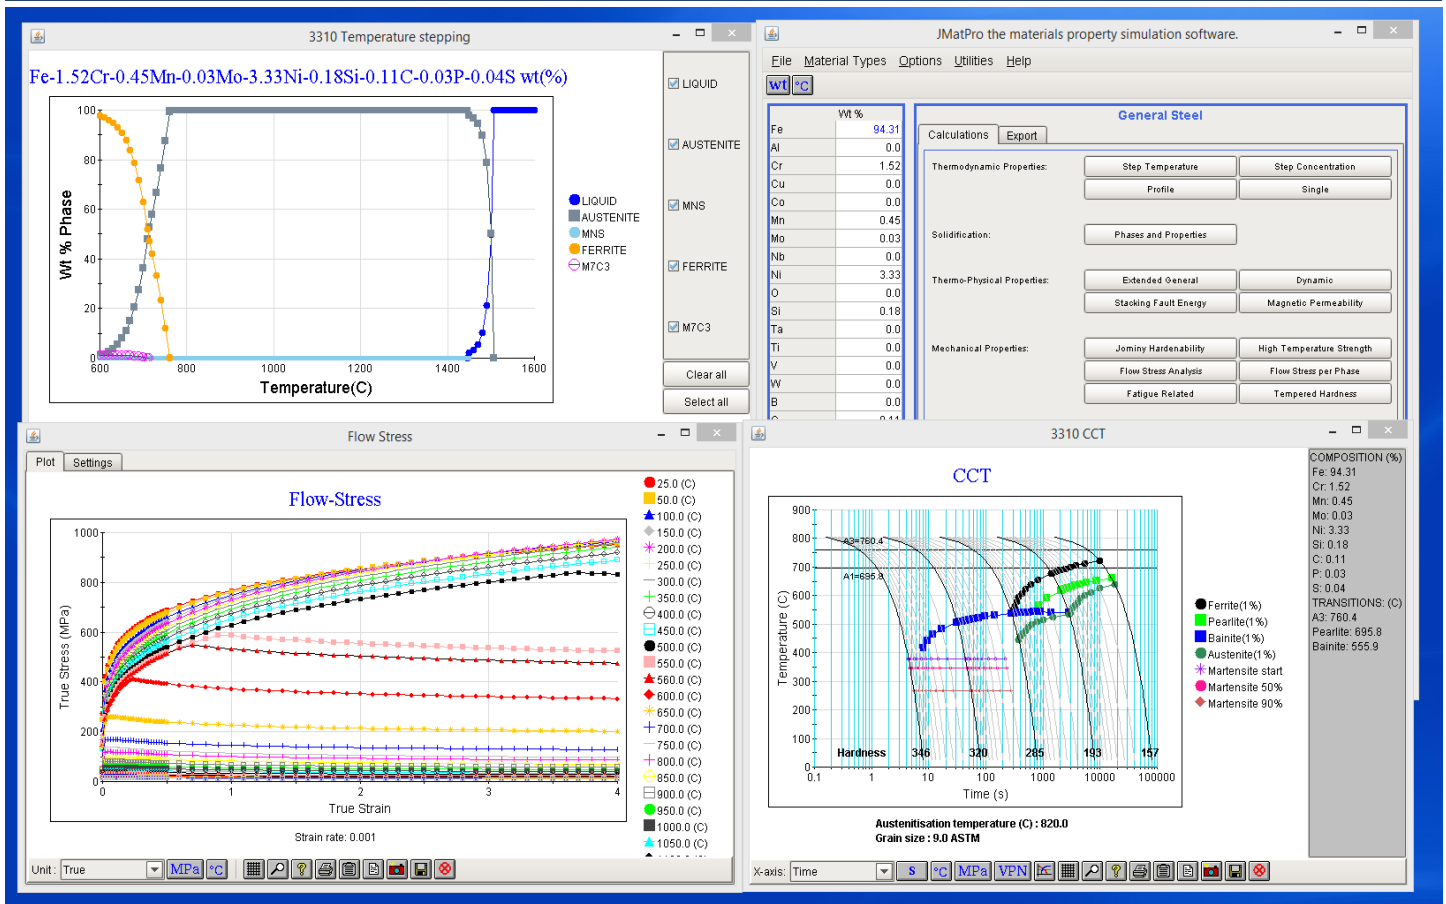 3310 Temperature stepping
Fe-1.52Cr-0.45Mn-0.03Mo-3.33Ni-0.18Si-0.11C-0.03P-0.04S wt(%)
100
80
60
40
20
0
Wt % Phase
600 800 1000 1200 1400 1600
Temperature(C)
LIQUID
AUSTENITE
MNS
FERRITE
M7C3
LIQUID
AUSTENITE
MNS
FERRITE
M7C3
Clear all
Select all
JMatPro the materials property simulation software.
File Material Types Options Utilities Help
wt °C
Wt %
Fe 94.31
Al 0.0
Cr 1.52
Cu 0.0
Co 0.0
Mn 0.45
Mo 0.03
Nb 0.0
Ni 3.33
O 0.0
Si 0.18
Ta 0.0
Ti 0.0
V 0.0
W 0.0
B 0.0
General Steel
Calculations Export
Thermodynamic Properties: Step Temperature Step Concentration
Profile Single
Solidification: Phases and Properties
Thermo-Physical Properties: Extended General Dynamic
Stacking Fault Energy Magnetic Permeability
Mechanical Properties: Jominy Hardenability High Temperature Strength
Flow Stress Analysis Flow Stress per Phase
Fatigue Related Tempered Hardness
Flow Stress
Plot Settings
Flow-Stress
1000
800
600
400
200
0
True Stress (MPa)
0 1 2 3 4
True Strain
Strain rate: 0.001
25.0 (C)
50.0 (C)
100.0 (C)
150.0 (C)
200.0 (C)
250.0 (C)
300.0 (C)
350.0 (C)
400.0 (C)
450.0 (C)
500.0 (C)
550.0 (C)
560.0 (C)
600.0 (C)
650.0 (C)
700.0 (C)
750.0 (C)
800.0 (C)
850.0 (C)
900.0 (C)
950.0 (C)
1000.0 (C)
1050.0 (C)
Unit: True MPa °C
3310 CCT
CCT
900
800
700
600
500
400
300
200
100
0
Temperature (C)
A3=760.4
A1=695.8
Hardness 346 320 285 193 157
0.1 1 10 100 1000 10000 100000
Time (s)
Austenitisation temperature (C) : 820.0
Grain size : 9.0 ASTM
Ferrite(1%)
Pearlite(1%)
Bainite(1%)
Austenite(1%)
Martensite start
Martensite 50%
Martensite 90%
COMPOSITION (%)
Fe: 94.31
Cr: 1.52
Mn: 0.45
Mo: 0.03
Ni: 3.33
Si: 0.18
C: 0.11
P: 0.03
S: 0.04
TRANSITIONS: (C)
A3: 760.4
Pearlite: 695.8
Bainite: 555.9
X-axis: Time S °C MPa VPN